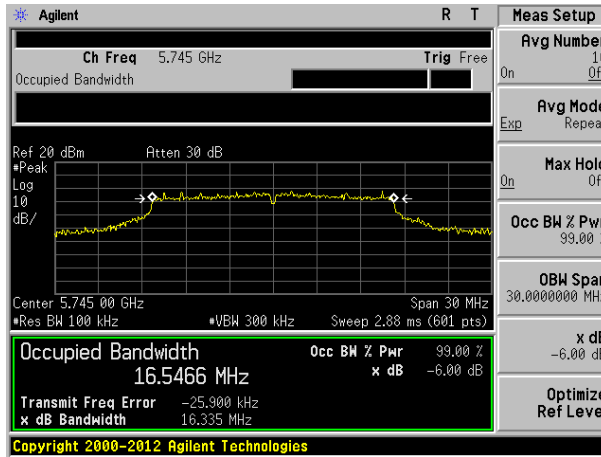 Agilent R T
Ch Freq 5.745 GHz Trig Free
Occupied Bandwidth
Ref 20 dBm Atten 30 dB
#Peak
Log
10
dB/
Center 5.745 00 GHz Span 30 MHz
#Res BW 100 kHz #VBW 300 kHz Sweep 2.88 ms (601 pts)
Occupied Bandwidth
16.5466 MHz
Occ BW % Pwr 99.00 %
x dB -6.00 dB
Transmit Freq Error -25.900 kHz
x dB Bandwidth 16.335 MHz
Copyright 2000-2012 Agilent Technologies
Meas Setup
Avg Number
On
Avg Mode
Exp Repea
Max Hold
On
Occ BW % Pwr
99.00
OBW Span
30.0000000 MH
x dB
-6.00 dB
Optimize
Ref Leve